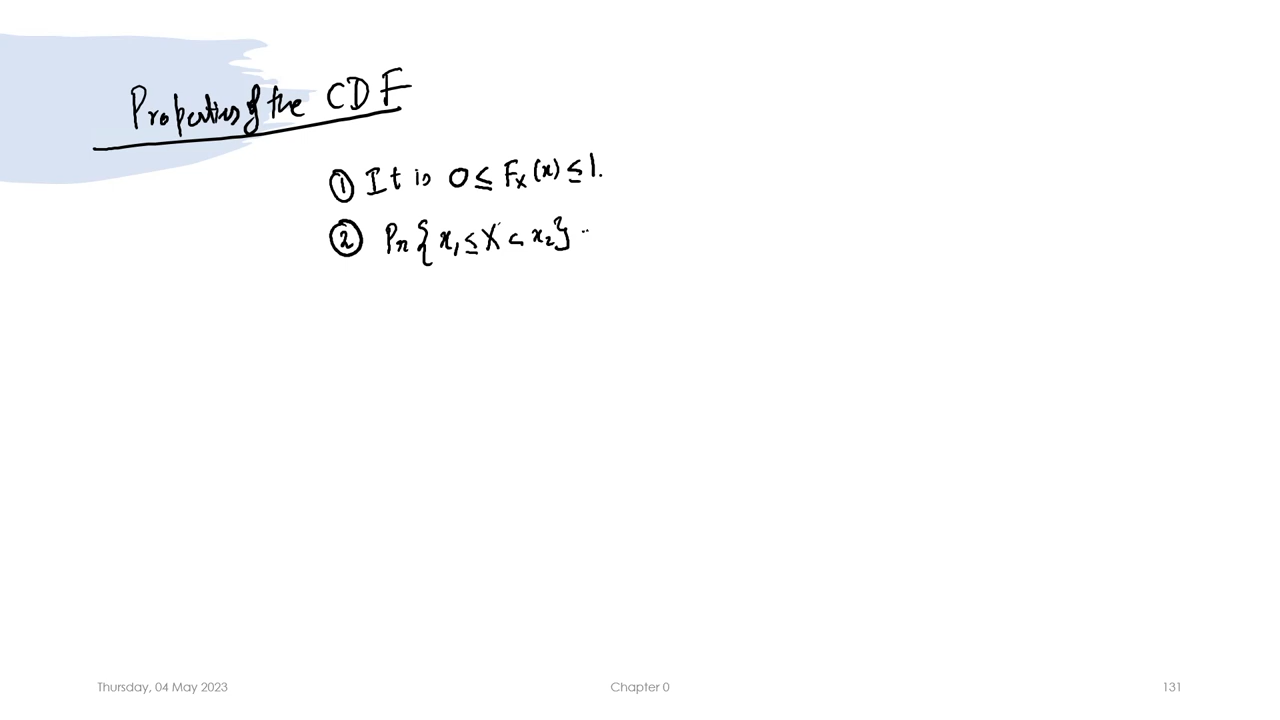 Properties of the CDF
① It is 0 ≤ F_X(x) ≤ 1.
② Pr{x₁ ≤ X < x₂}
Thursday, 04 May 2023
Chapter 0
131